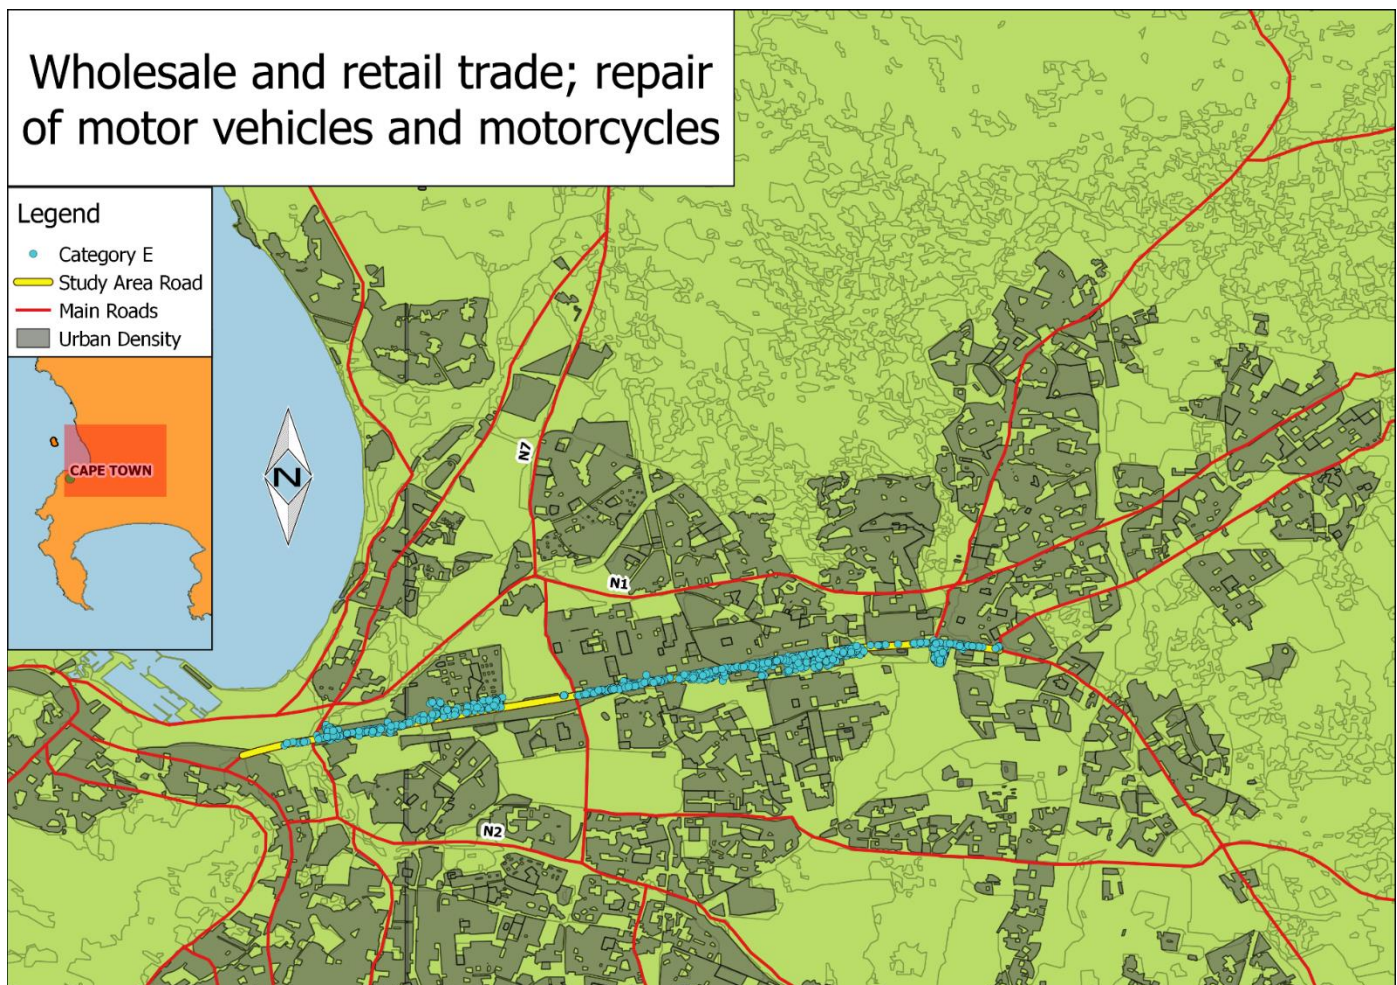 Wholesale and retail trade; repair
of motor vehicles and motorcycles
Legend
Category E
Study Area Road
Main Roads
Urban Density
CAPE TOWN
N
N7
N1
N2